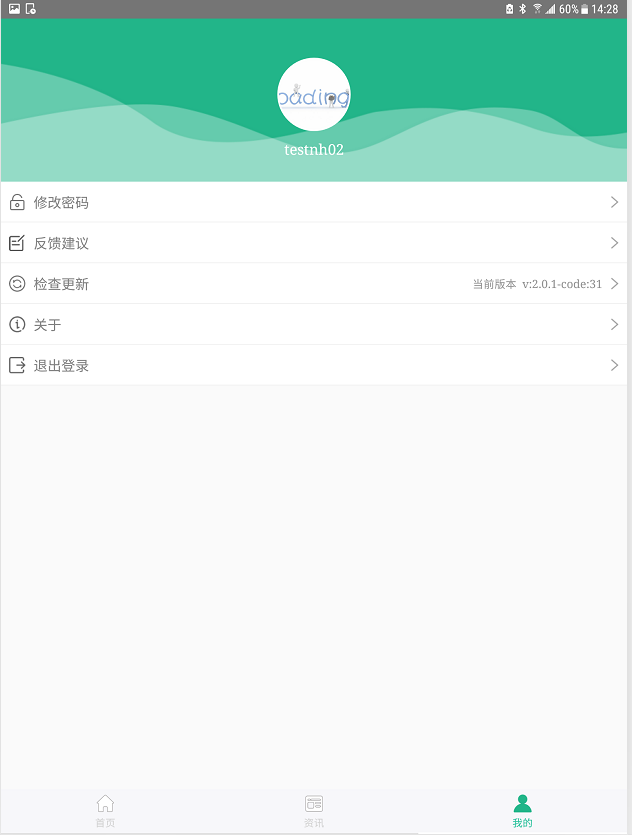 60% 14:28
oading
testnh02
修改密码
反馈建议
检查更新 当前版本 v:2.0.1-code:31
关于
退出登录
首页 资讯 我的